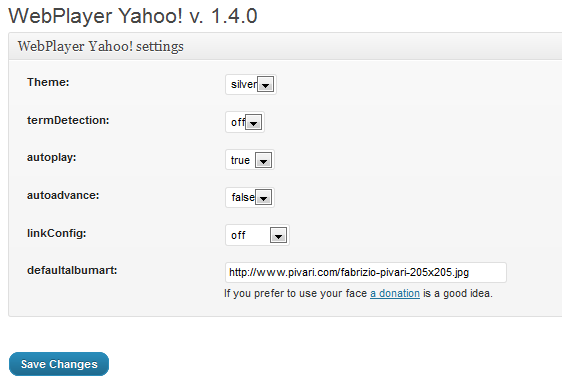 WebPlayer Yahoo! v. 1.4.0
WebPlayer Yahoo! settings
Theme: silver
termDetection: off
autoplay: true
autoadvance: false
linkConfig: off
defaultalbumart: http://www.pivari.com/fabrizio-pivari-205x205.jpg
If you prefer to use your face a donation is a good idea.
Save Changes